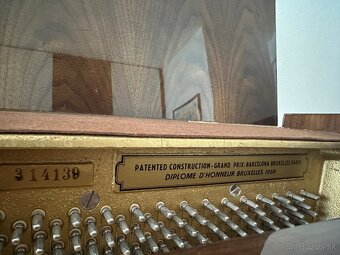 314139
PATENTED CONSTRUCTION-GRAND PRIX: BARCELONA BRUXELLES PARIS
DIPLOME D'HONNEUR BRUXELLES 1958